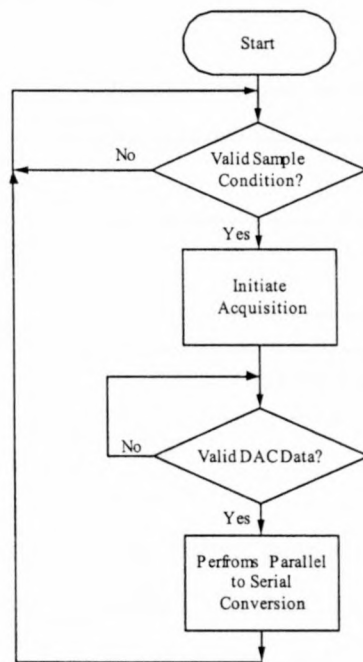 Start
No
Valid Sample
Condition?
Yes
Initiate
Acquisition
No
Valid DAC Data?
Yes
Perfroms Parallel
to Serial
Conversion